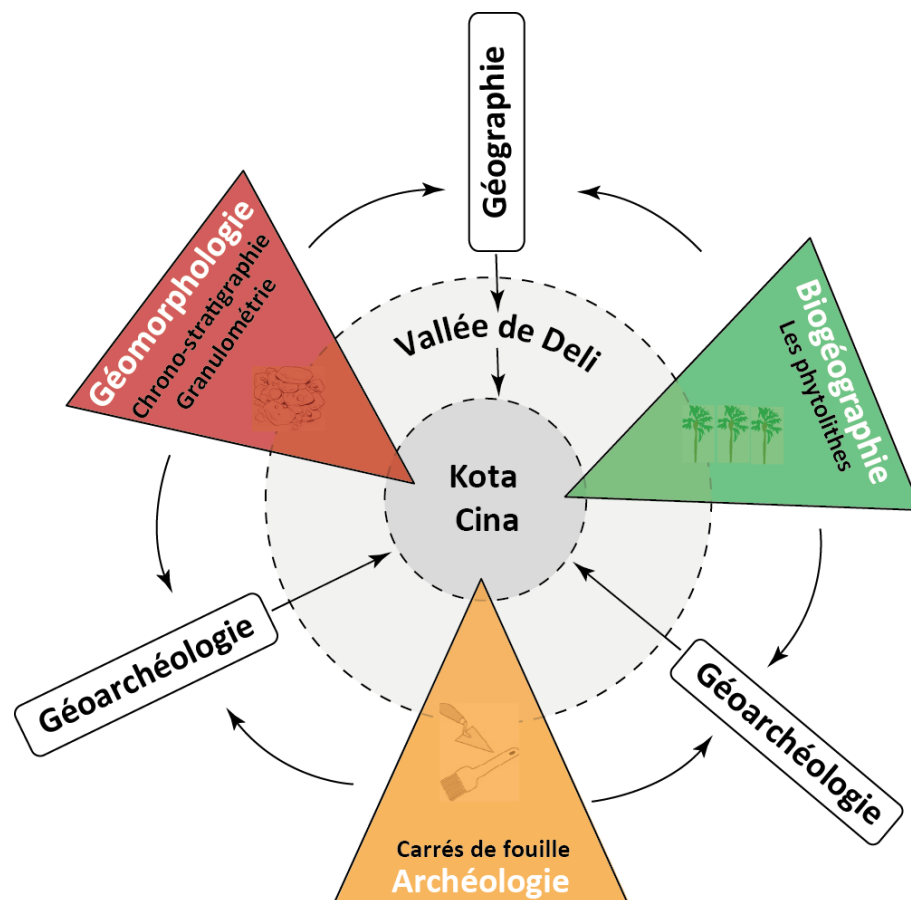 Géographie
Géomorphologie
Chrono-stratigraphie
Granulométrie
Biogéographie
Les phytolithes
Vallée de Deli
Kota
Cina
Géoarchéologie
Géoarchéologie
Carrés de fouille
Archéologie